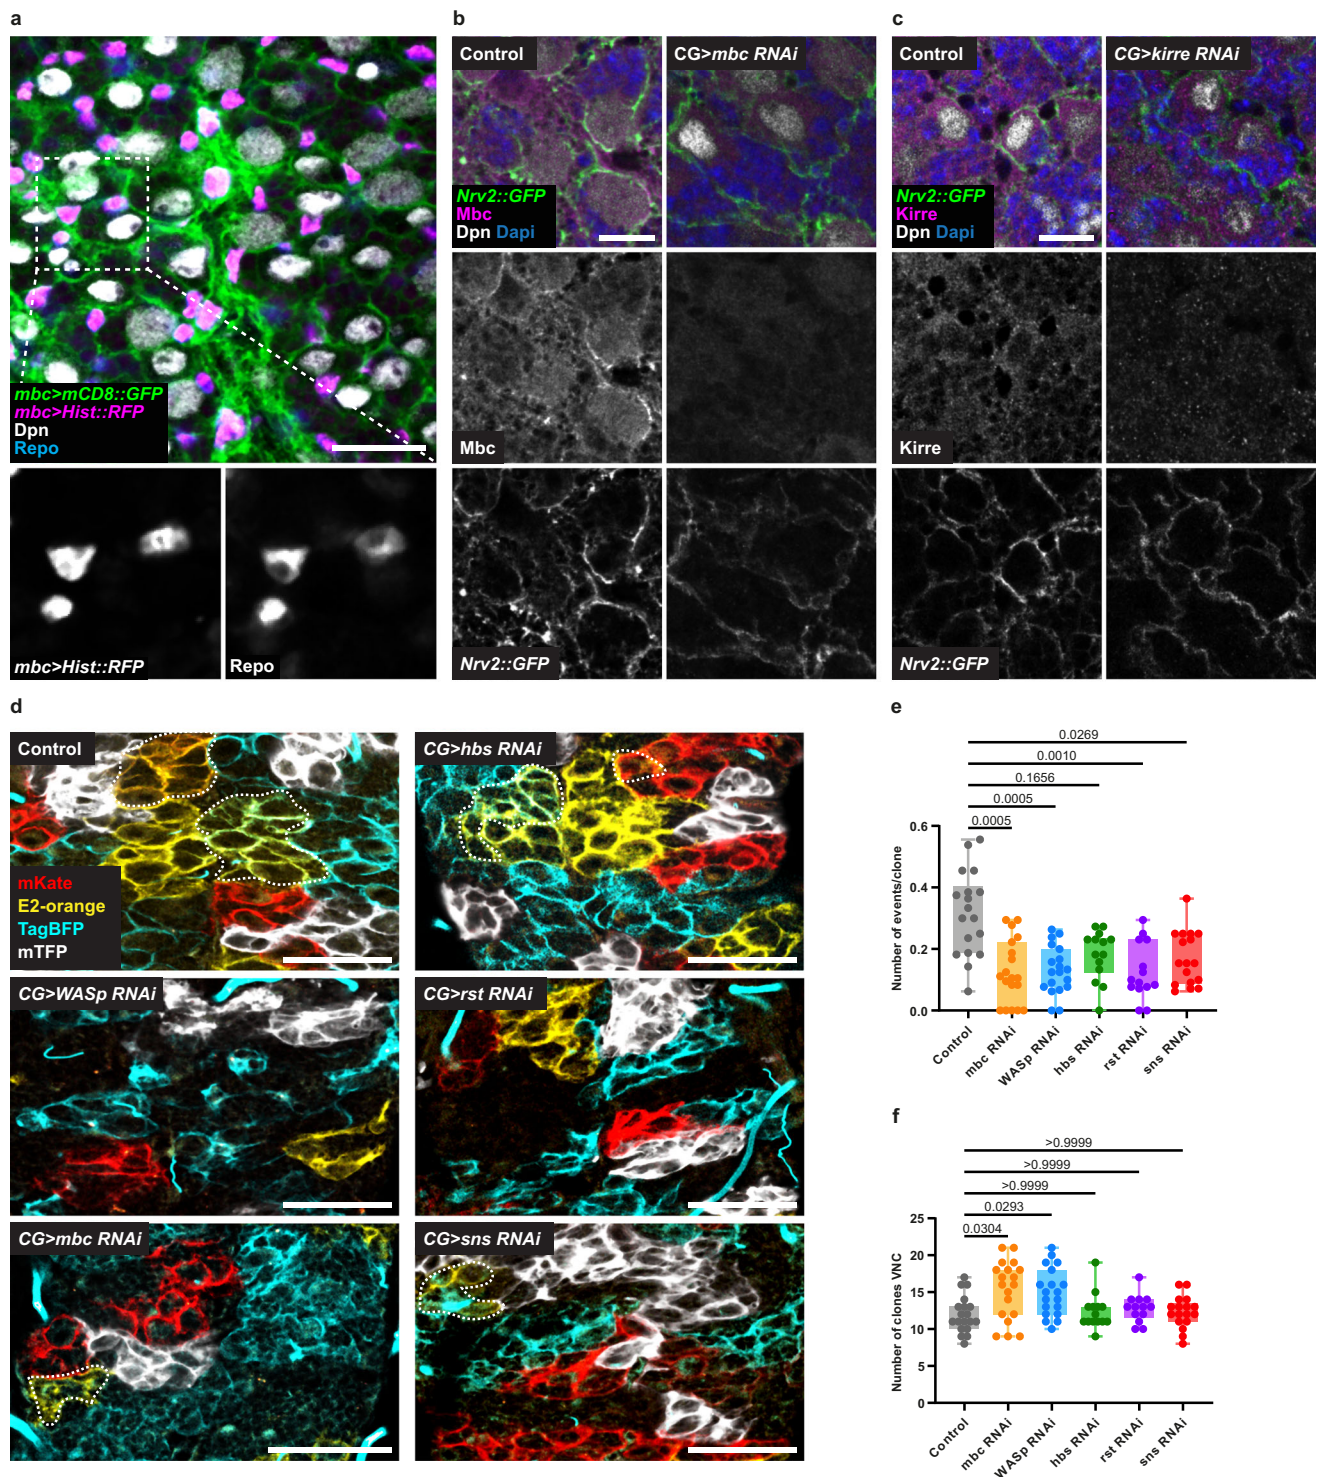 a
mbc>mCD8::GFP
mbc>Hist::RFP
Dpn
Repo
mbc>Hist::RFP
Repo
b
Control
CG>mbc RNAi
Nrv2::GFP
Mbc
Dpn Dapi
Mbc
Nrv2::GFP
c
Control
CG>kirre RNAi
Nrv2::GFP
Kirre
Dpn Dapi
Kirre
Nrv2::GFP
d
Control
mKate
E2-orange
TagBFP
mTFP
CG>hbs RNAi
CG>WASp RNAi
CG>rst RNAi
CG>mbc RNAi
CG>sns RNAi
e
0.0269
0.0010
0.1656
0.0005
0.0005
Number of events/clone
0.6
0.4
0.2
0.0
Control
mbc RNAi
WASp RNAi
hbs RNAi
rst RNAi
sns RNAi
f
>0.9999
>0.9999
>0.9999
0.0293
0.0304
Number of clones VNC
25
20
15
10
5
0
Control
mbc RNAi
WASp RNAi
hbs RNAi
rst RNAi
sns RNAi